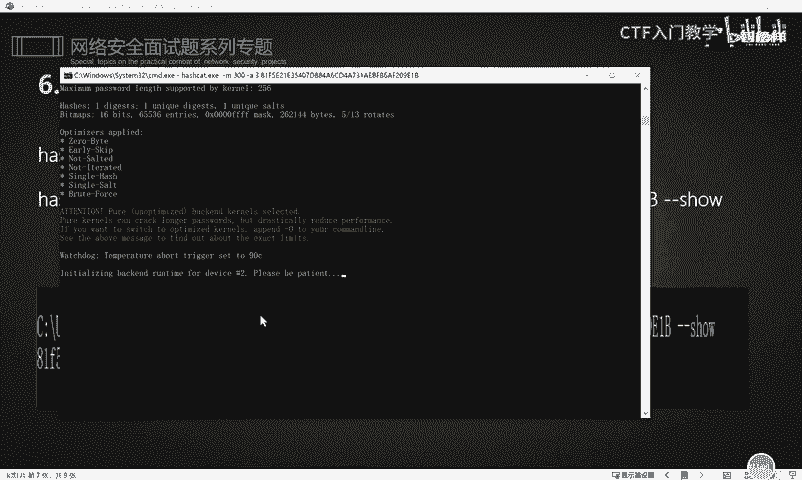 CTF入门教学
网络安全面试题系列专题
Special topics on the practical combat of network security projects
6.
C:\Windows\System32\cmd.exe - hashcat.exe -m 300 -a 3
Maximum password length supported by kernel: 256
Hashes: 1 digests; 1 unique digests, 1 unique salts
Bitmaps: 16 bits, 65536 entries, 0x0000ffff mask, 262144 bytes, 5/13 rotates
Optimizers applied:
* Zero-Byte
* Early-Skip
* Not-Salted
* Not-Iterated
* Single-Hash
* Single-Salt
* Brute-Force
ATTENTION! Pure (unoptimized) backend kernels selected.
Pure kernels can crack longer passwords, but drastically reduce performance.
If you want to switch to optimized kernels, append -O to your commandline.
See the above message to find out about the exact limits.
Watchdog: Temperature abort trigger set to 90c
Initializing backend runtime for device #2. Please be patient...
ha
ha
B --show
C:\U
E1B --show
81f5